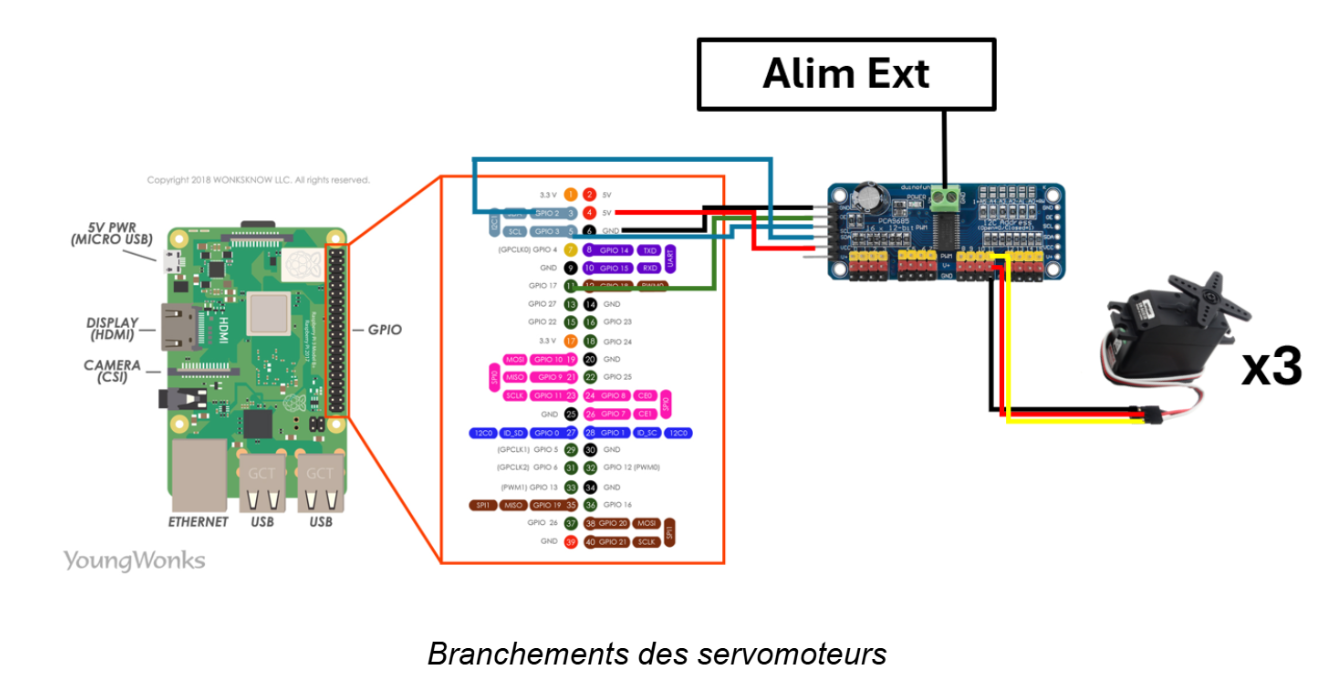 Alim Ext
Copyright 2018 WONKSKNOW LLC. All rights reserved.
5V PWR
(MICRO USB)
DISPLAY
(HDMI)
CAMERA
(CSI)
HDMI
GPIO
GCT
GCT
ETHERNET
USB
USB
YoungWonks
3.3 V 1 2 5V
GPIO 2 3 4 5V
SCL GPIO 3 5 6 GND
(GPCLK0) GPIO 4 7 8 GPIO 14 TXD
UART
GND 9 10 GPIO 15 RXD
GPIO 17 11 12 GPIO 18 PWM0
GPIO 27 13 14 GND
GPIO 22 15 16 GPIO 23
3.3 V 17 18 GPIO 24
MOSI GPIO 10 19 20 GND
SPI0 MISO GPIO 9 21 22 GPIO 25
SCLK GPIO 11 23 24 GPIO 8 CE0
SPI0
GND 25 26 GPIO 7 CE1
12C0 ID_SD GPIO 0 27 28 GPIO 1 ID_SC 12C0
(GPCLK1) GPIO 5 29 30 GND
(GPCLK2) GPIO 6 31 32 GPIO 12 (PWM0)
(PWM1) GPIO 13 33 34 GND
SPI1 MISO GPIO 19 35 36 GPIO 16
GPIO 26 37 38 GPIO 20 MOSI
SPI1
GND 39 40 GPIO 21 SCLK
POWER
GND
PCA9685
16 x 12-Bit PWM
Address
(Open=0/Closed=1)
GND
OE
SCL
SDA
VCC
V+
PWM
V+
GND
x3
Branchements des servomoteurs